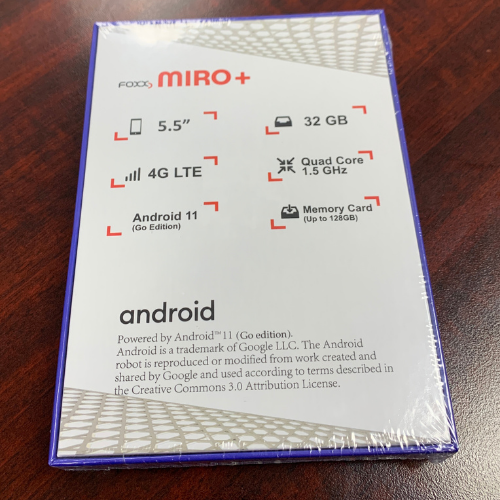 FOXX MIRO+
5.5"
32 GB
4G LTE
Quad Core
1.5 GHz
Android 11
(Go Edition)
Memory Card
(Up to 128GB)
android
Powered by Android™ 11 (Go edition).
Android is a trademark of Google LLC. The Android
robot is reproduced or modified from work created and
shared by Google and used according to terms described in
the Creative Commons 3.0 Attribution License.